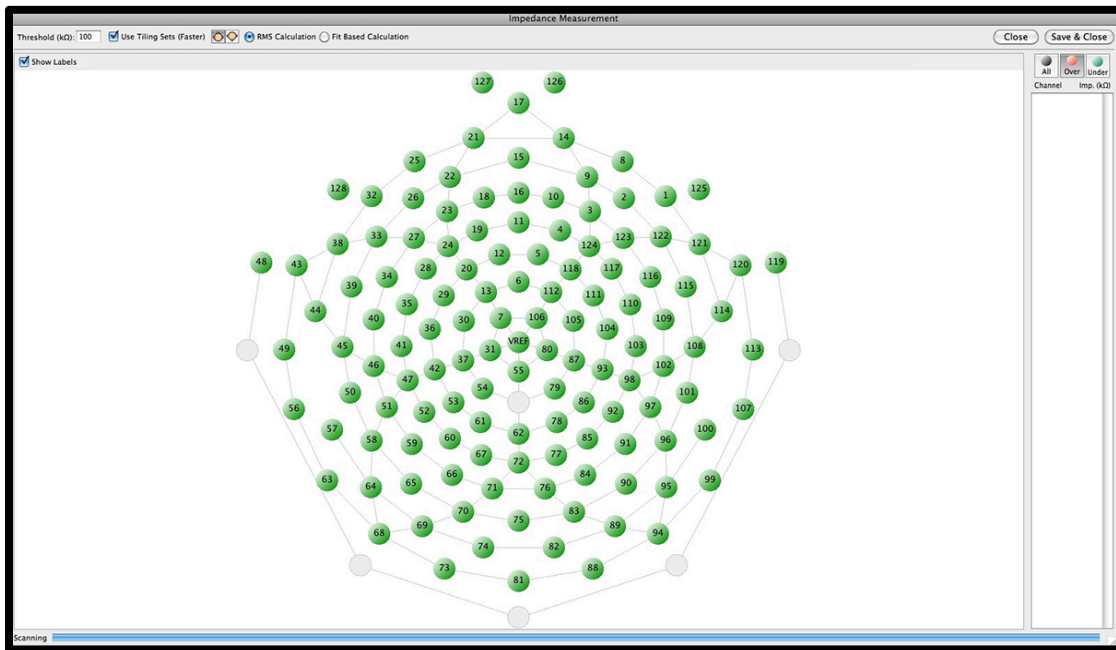 Impedance Measurement
Threshold (kΩ): 100 Use Tiling Sets (Faster) RMS Calculation Fit Based Calculation Close Save & Close
Show Labels
All Over Under
Channel Imp. (kΩ)
127 126
17
21 14
15
25 8
22 9
128 125
32 26 18 16 10 2 1
23 3
19 11 4
38 33 27 24 124 123 122 121
12 5
48 43 28 20 118 117 120 119
34 116
39 29 13 6 112 111 115
44 35 110 114
40 36 30 7 106 105 104 109
45 41 31 VREF 80 103 108 113
49
46 42 37 55 87 93 102
47 98
50 54 79 101
51 52 53 86 92 97
56 107
61 78
57 62 100
58 59 60 85 91 96
67 72 77
63 64 65 66 84 90 95 99
71 76
70 83
69 75 89
68 94
74 82
73 88
81
Scanning